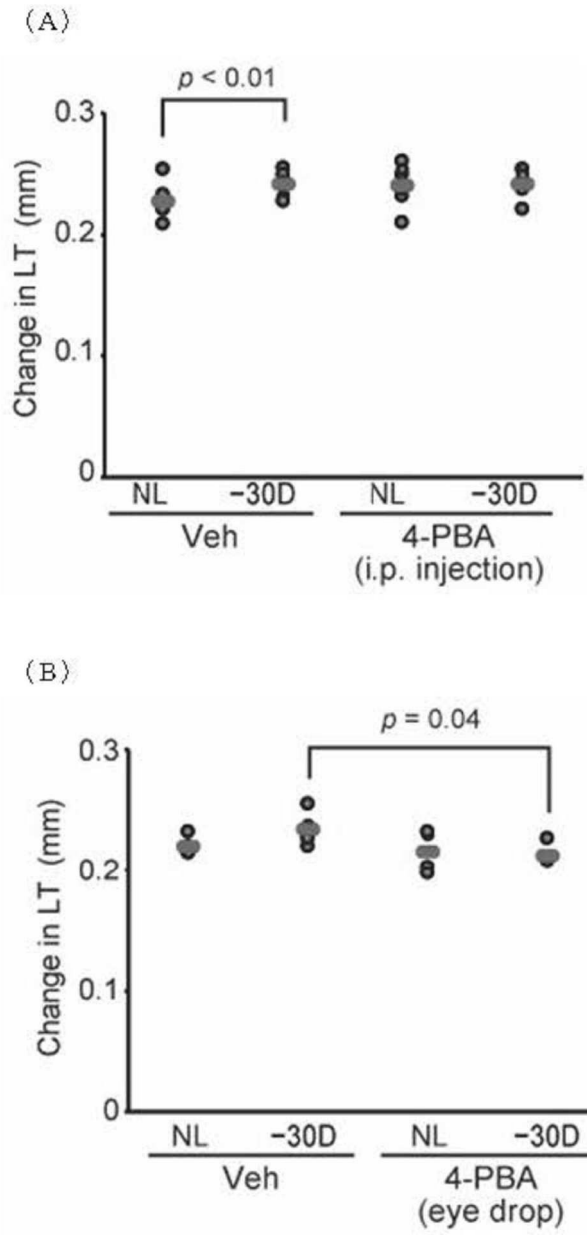 (A)
p < 0.01
0.3
0.2
0.1
0
Change in LT (mm)
NL −30D NL −30D
Veh 4-PBA
(i.p. injection)
(B)
p = 0.04
0.3
0.2
0.1
0
Change in LT (mm)
NL −30D NL −30D
Veh 4-PBA
(eye drop)